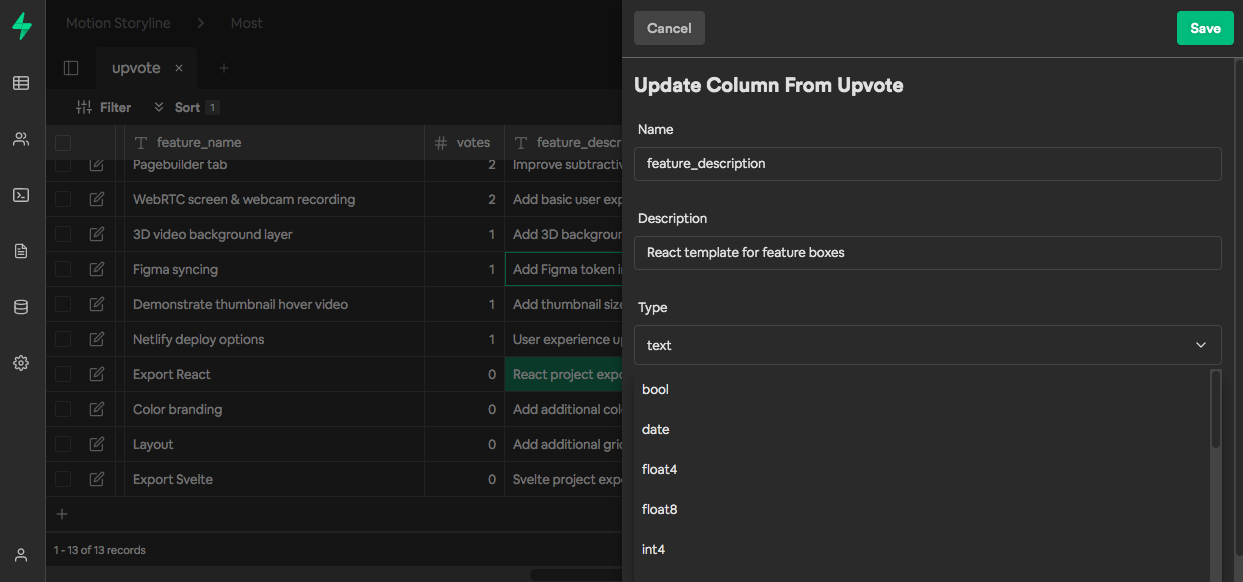 Motion Storyline > Most
Cancel
Save
upvote × +
Update Column From Upvote
Filter
Sort 1
Name
feature_name
# votes
feature_descr
feature_description
Pagebuilder tab 2 Improve subtractiv
WebRTC screen & webcam recording 2 Add basic user exp
Description
3D video background layer 1 Add 3D backgroun
React template for feature boxes
Figma syncing 1 Add Figma token i
Demonstrate thumbnail hover video 1 Add thumbnail size
Type
Netlify deploy options 1 User experience u
text
Export React 0 React project expo
bool
Color branding 0 Add additional col
date
Layout 0 Add additional grid
float4
Export Svelte 0 Svelte project expo
float8
+
1 - 13 of 13 records
int4